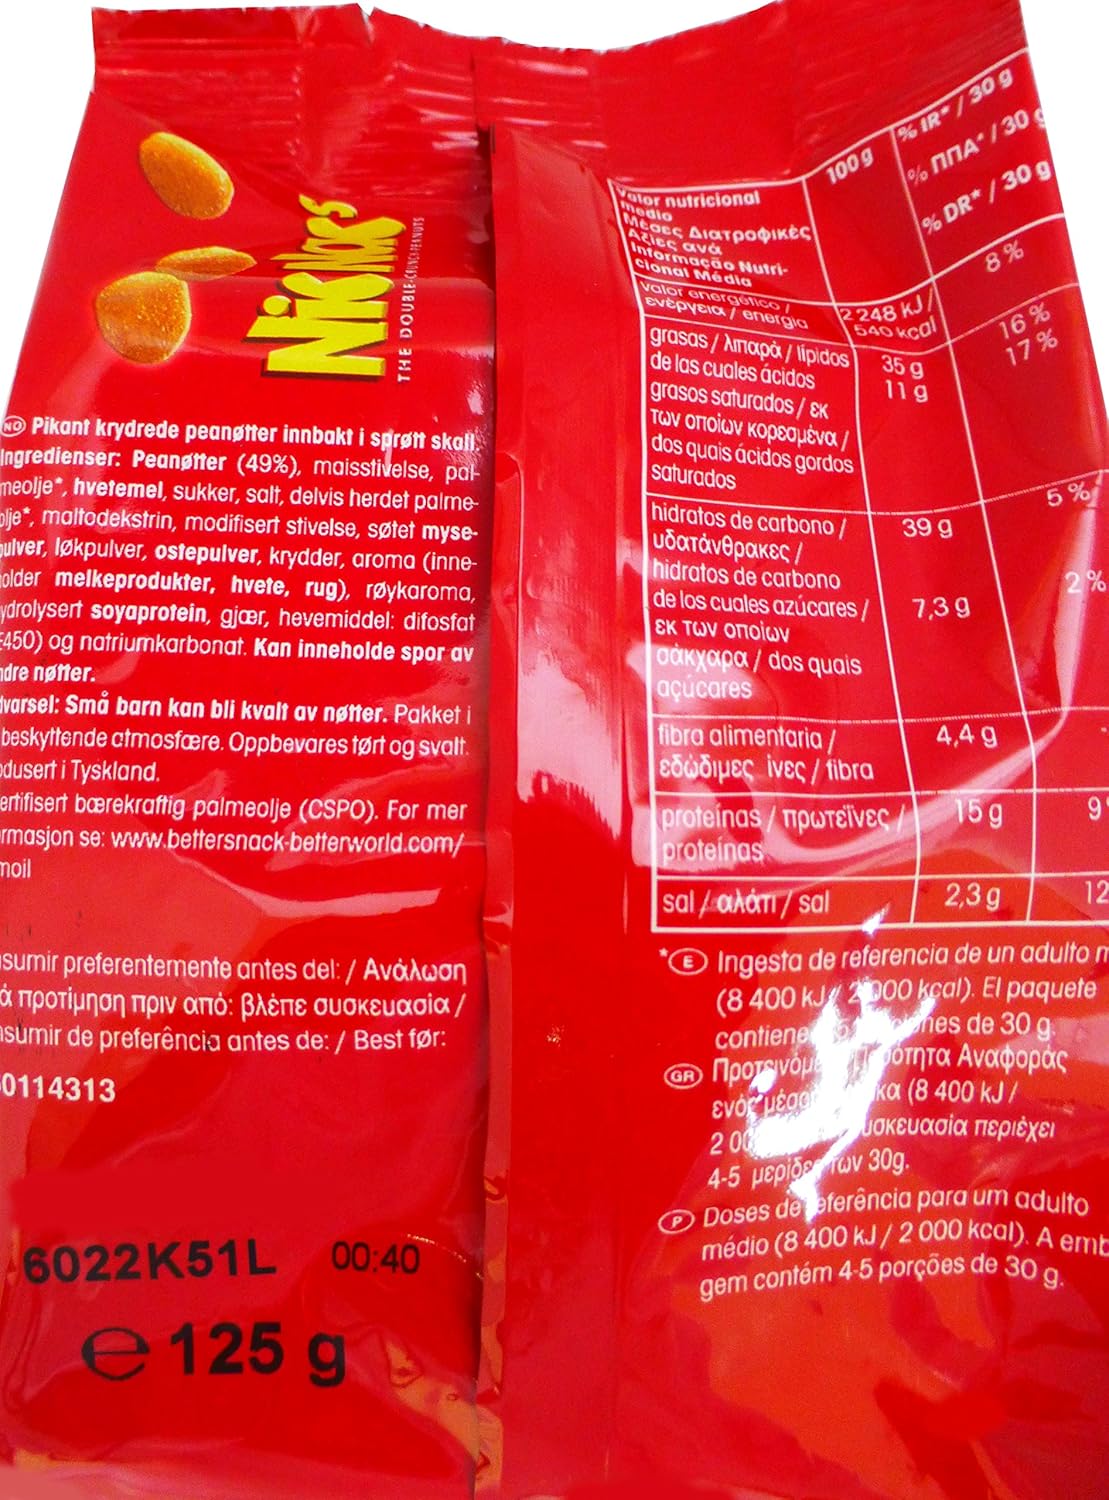 NicNac's
THE DOUBLE-CRUNCH PEANUTS
NO Pikant krydrede peanøtter innbakt i sprøtt skall.
Ingredienser: Peanøtter (49%), maisstivelse, pal-
meolje*, hvetemel, sukker, salt, delvis herdet palme-
olje*, maltodekstrin, modifisert stivelse, søtet myse-
pulver, løkpulver, ostepulver, krydder, aroma (inne-
holder melkeprodukter, hvete, rug), røykaroma,
ydrolysert soyaprotein, gjær, hevemiddel: difosfat
E450) og natriumkarbonat. Kan inneholde spor av
ndre nøtter.
dvarsel: Små barn kan bli kvalt av nøtter. Pakket i
beskyttende atmosfære. Oppbevares tørt og svalt.
odusert i Tyskland.
ertifisert bærekraftig palmeolje (CSPO). For mer
rmasjon se: www.bettersnack-betterworld.com/
moil
nsumir preferentemente antes del: / Ανάλωση
ά προτίμηση πριν από: βλέπε συσκευασία /
nsumir de preferência antes de: / Best før:
0114313
6022K51L 00:40
℮ 125 g
100 g
% IR* / 30 g
% ΠΠΑ* / 30 g
% DR* / 30 g
Valor nutricional
medio
Μέσες Διατροφικές
Αξίες ανά
Informação Nutri-
cional Média
valor energético / 2 248 kJ / 8 %
ενέργεια / energia 540 kcal
grasas / λιπαρά / lípidos 35 g 16 %
de las cuales ácidos 11 g 17 %
grasos saturados / εκ
των οποίων κορεσμένα /
dos quais ácidos gordos
saturados
hidratos de carbono / 39 g 5 %
υδατάνθρακες /
hidratos de carbono
de los cuales azúcares / 7,3 g 2 %
εκ των οποίων
σάκχαρα / dos quais
açúcares
fibra alimentaria / 4,4 g -
εδώδιμες ίνες / fibra
proteínas / πρωτεΐνες / 15 g 9
proteínas
sal / αλάτι / sal 2,3 g 12
*E Ingesta de referencia de un adulto m
(8 400 kJ / 2 000 kcal). El paquete
contiene de 30 g.
GR Αναφοράς
ενός (8 400 kJ /
περιέχει
4-5 μερίδες των 30g.
P Doses de referência para um adulto
médio (8 400 kJ / 2 000 kcal). A emb
gem contém 4-5 porções de 30 g.